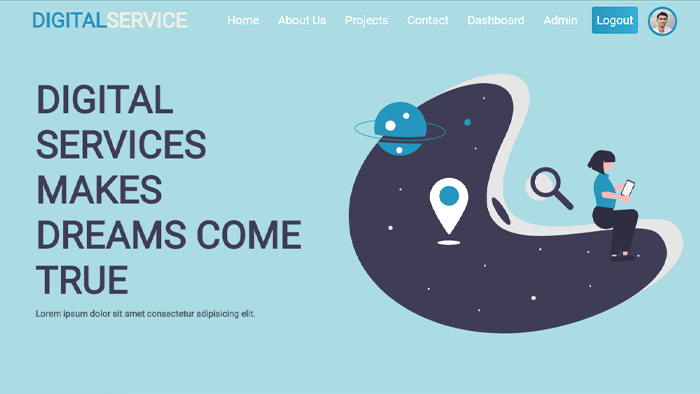 DIGITALSERVICE Home About Us Projects Contact Dashboard Admin Logout
DIGITAL
SERVICES
MAKES
DREAMS COME
TRUE
Lorem ipsum dolor sit amet consectetur adipisicing elit.